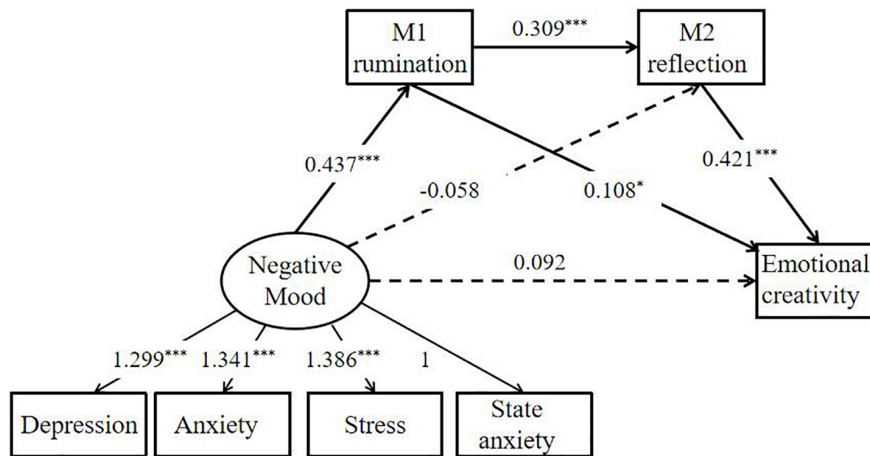 M1
rumination
0.309***
M2
reflection
0.437***
-0.058
0.108*
0.421***
Negative
Mood
0.092
Emotional
creativity
1.299***
1.341***
1.386***
1
Depression
Anxiety
Stress
State
anxiety